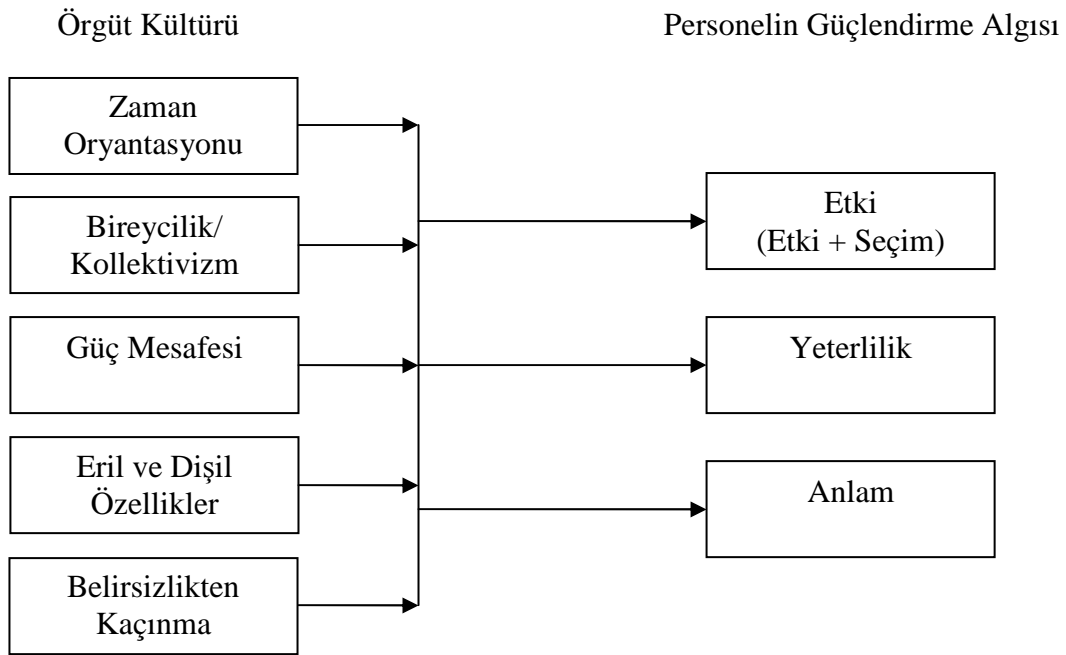 Örgüt Kültürü
Personelin Güçlendirme Algısı
Zaman
Oryantasyonu
Bireycilik/
Kollektivizm
Güç Mesafesi
Eril ve Dişil
Özellikler
Belirsizlikten
Kaçınma
Etki
(Etki + Seçim)
Yeterlilik
Anlam